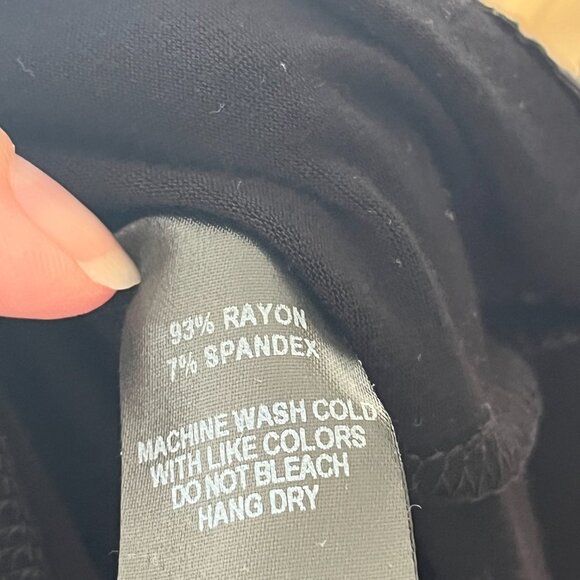 93% RAYON
7% SPANDEX
MACHINE WASH COLD
WITH LIKE COLORS
DO NOT BLEACH
HANG DRY